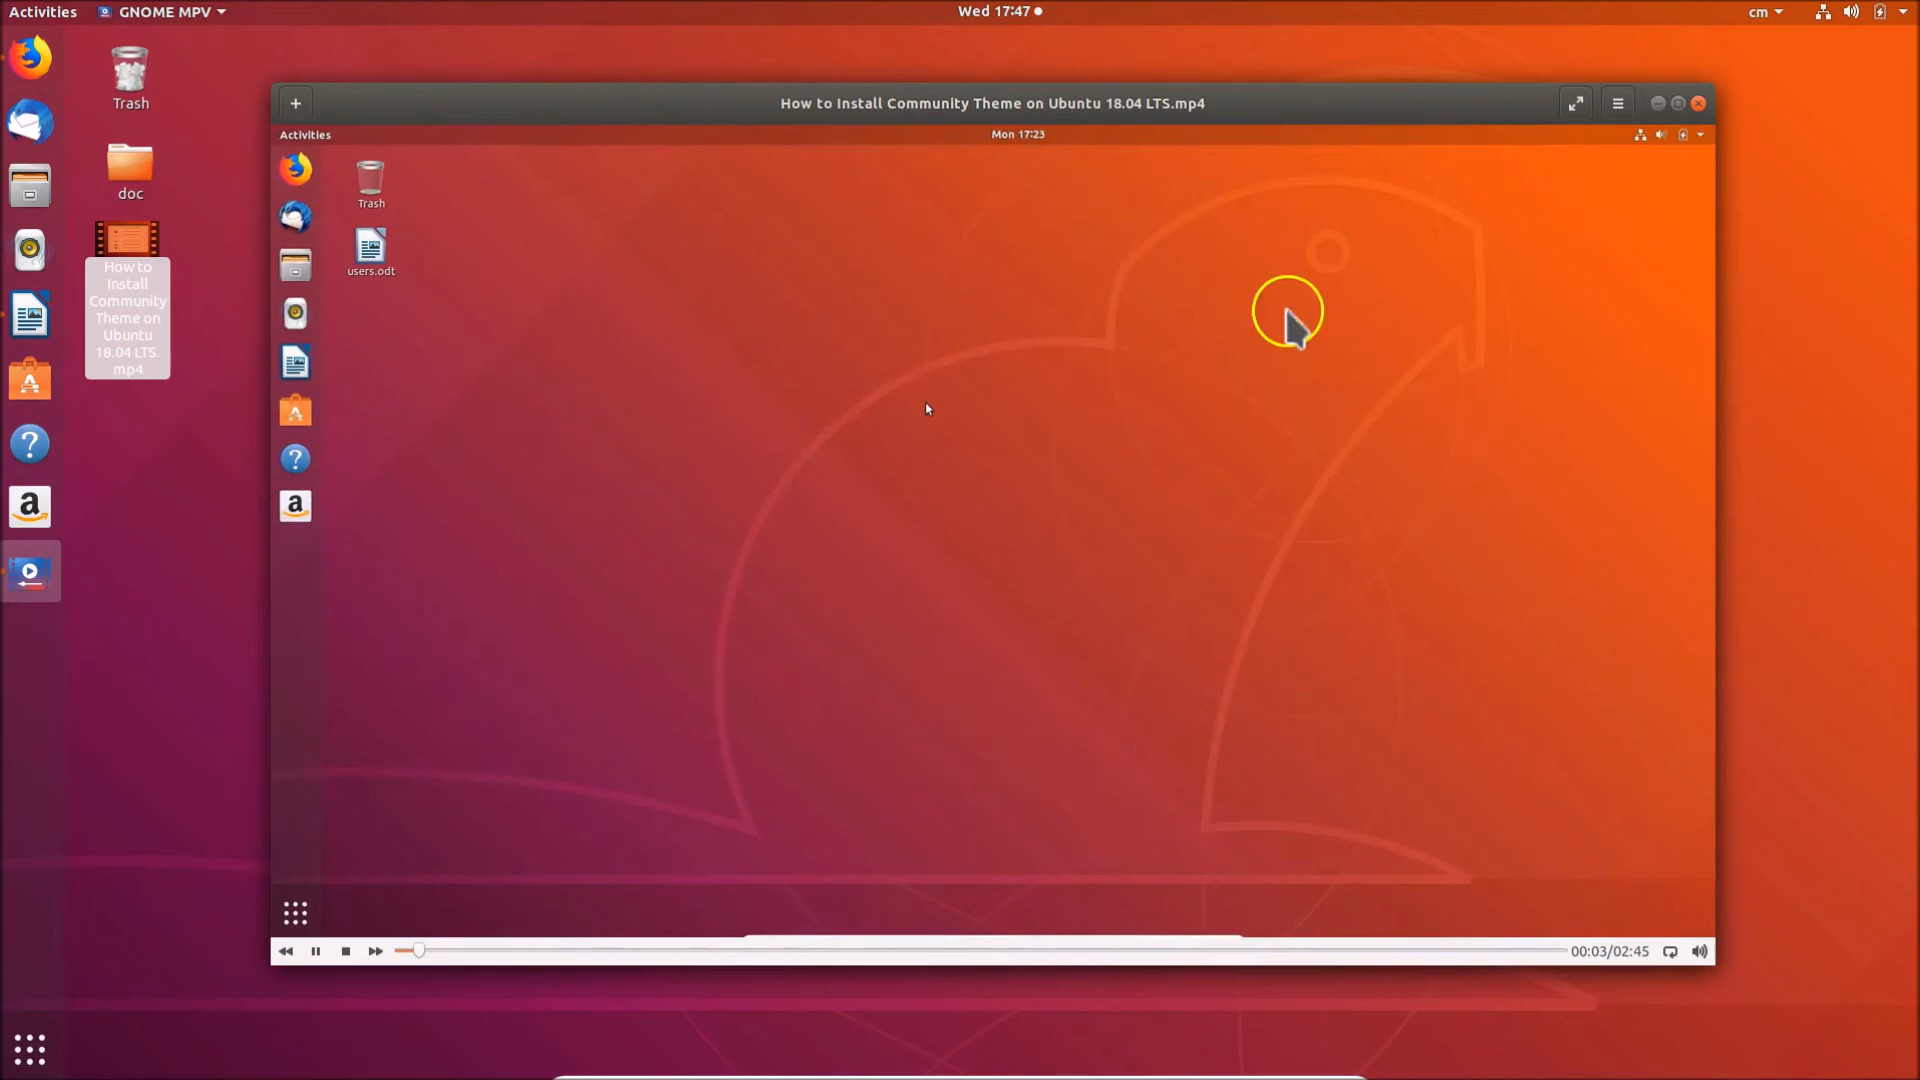 Activities
GNOME MPV
Wed 17:47
cm
Trash
doc
How to
Install
Community
Theme on
Ubuntu
18.04 LTS.
mp4
How to Install Community Theme on Ubuntu 18.04 LTS.mp4
Activities
Mon 17:23
Trash
users.odt
00:03/02:45